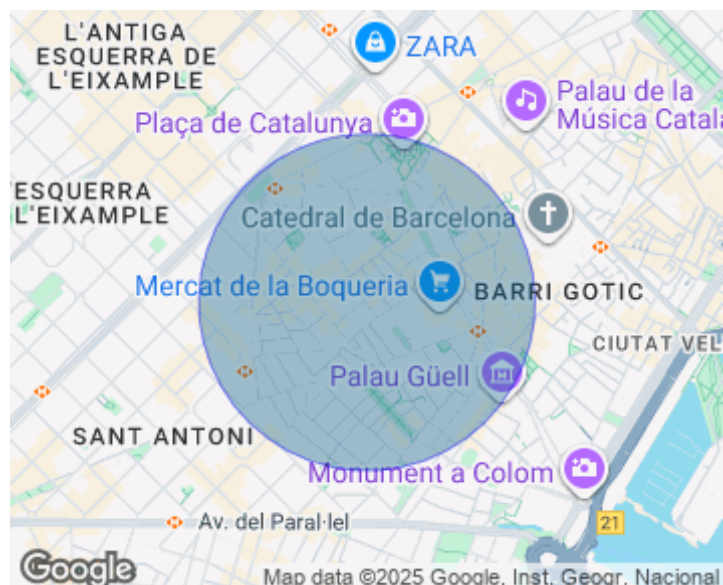 L'ANTIGA
ESQUERRA DE
L'EIXAMPLE
ZARA
Palau de la
Música Catala
Plaça de Catalunya
ESQUERRA
L'EIXAMPLE
Catedral de Barcelona
Mercat de la Boqueria
BARRI GOTIC
CIUTAT VEL
Palau Güell
SANT ANTONI
Monument a Colom
Av. del Paral·lel
21
Google
Map data ©2025 Google, Inst. Geogr. Nacional